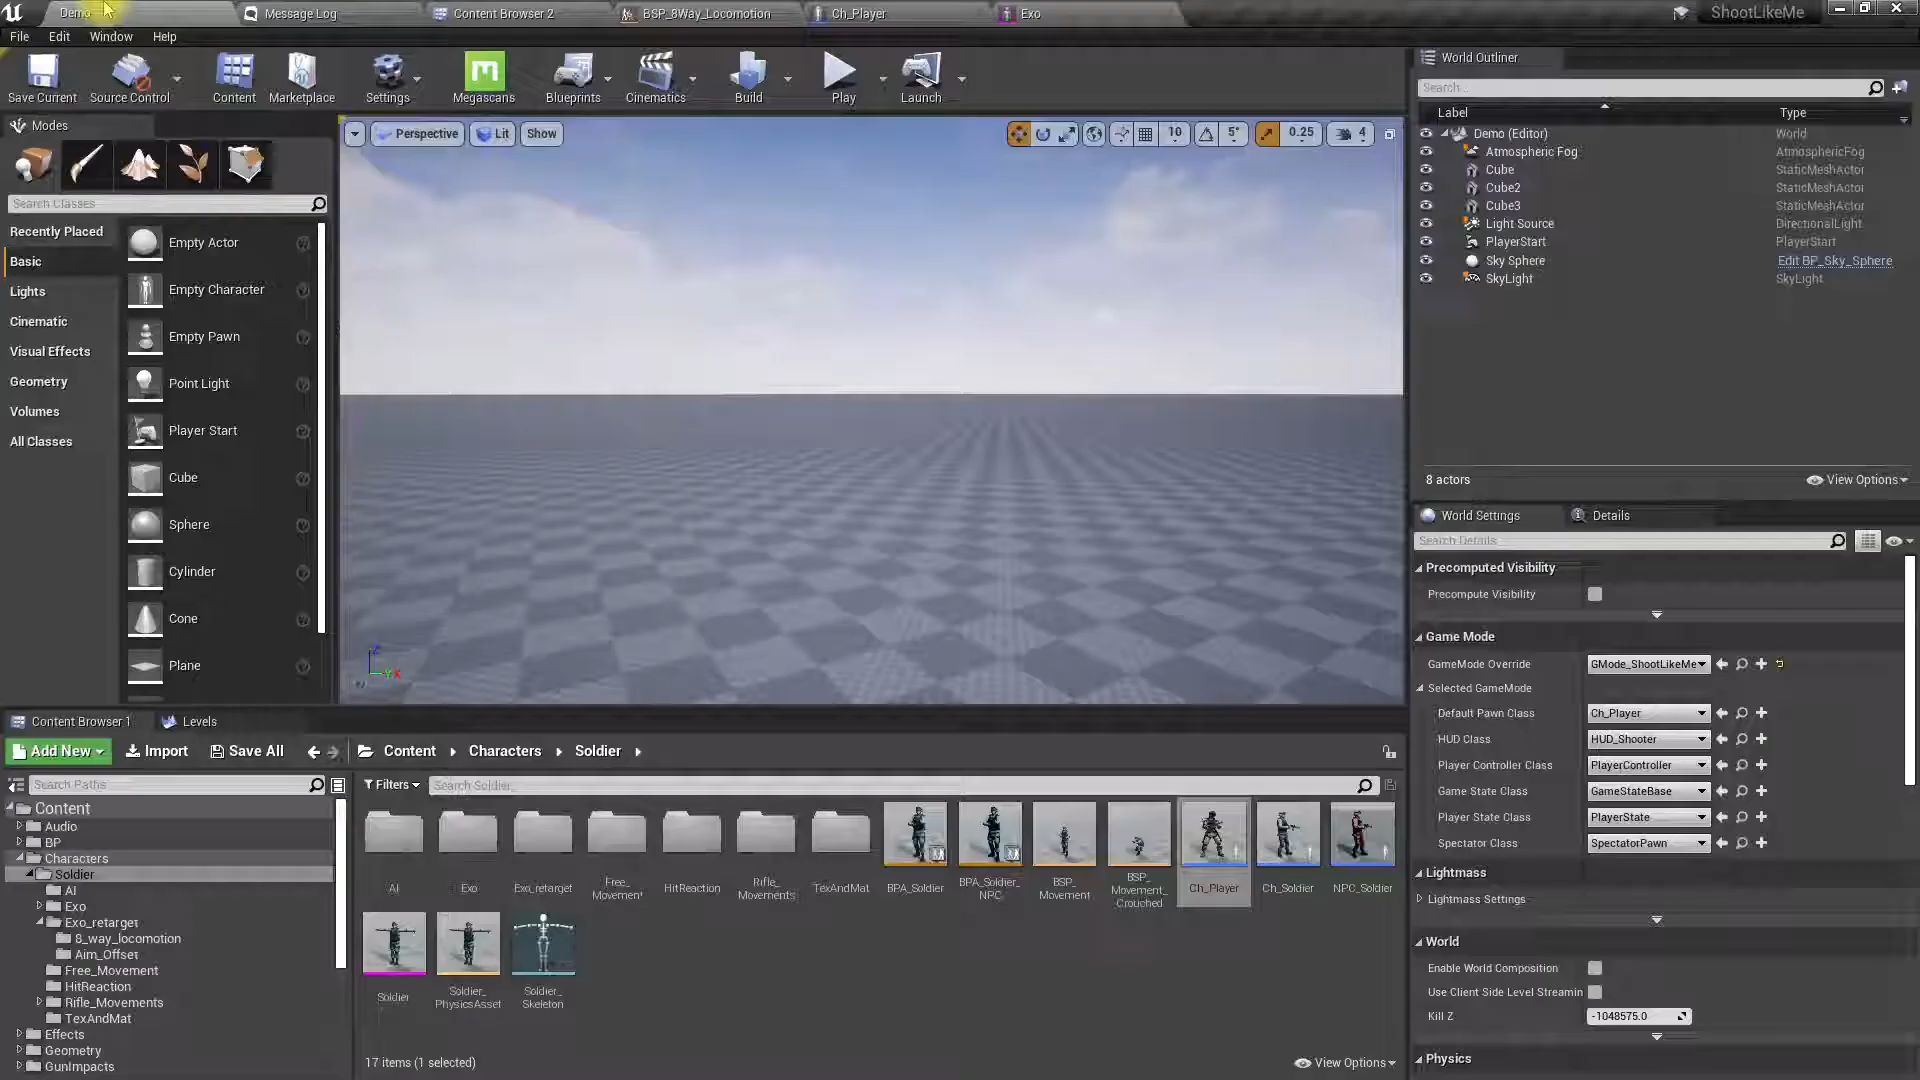 Demo
Message Log
Content Browser 2
BSP_8Way_Locomotion
Ch_Player
Exo
ShootLikeMe
File
Edit
Window
Help
Save Current
Source Control
Content
Marketplace
Settings
Megascans
Blueprints
Cinematics
Build
Play
Launch
Modes
Search Classes
Recently Placed
Basic
Lights
Cinematic
Visual Effects
Geometry
Volumes
All Classes
Empty Actor
Empty Character
Empty Pawn
Point Light
Player Start
Cube
Sphere
Cylinder
Cone
Plane
Perspective
Lit
Show
10
5°
0.25
4
World Outliner
Search...
Label
Type
Demo (Editor)
World
Atmospheric Fog
AtmosphericFog
Cube
StaticMeshActor
Cube2
StaticMeshActor
Cube3
StaticMeshActor
Light Source
DirectionalLight
PlayerStart
PlayerStart
Sky Sphere
Edit BP_Sky_Sphere
SkyLight
SkyLight
8 actors
View Options
World Settings
Details
Search Details
Precomputed Visibility
Precompute Visibility
Game Mode
GameMode Override
GMode_ShootLikeMe
Selected GameMode
Default Pawn Class
Ch_Player
HUD Class
HUD_Shooter
Player Controller Class
PlayerController
Game State Class
GameStateBase
Player State Class
PlayerState
Spectator Class
SpectatorPawn
Lightmass
Lightmass Settings
World
Enable World Composition
Use Client Side Level Streamin
Kill Z
-1048575.0
Physics
Content Browser 1
Levels
Add New
Import
Save All
Content
Characters
Soldier
Search Paths
Filters
Search Soldier
Content
Audio
BP
Characters
Soldier
AI
Exo
Exo_retarget
8_way_locomotion
Aim_Offset
Free_Movement
HitReaction
Rifle_Movements
TexAndMat
Effects
Geometry
GunImpacts
AI
Exo
Exo_retarget
Free_
Movement
HitReaction
Rifle_
Movements
TexAndMat
BPA_Soldier
BPA_Soldier_
NPC
BSP_
Movement
BSP_
Movement_
Crouched
Ch_Player
Ch_Soldier
NPC_Soldier
Soldier
Soldier_
PhysicsAsset
Soldier_
Skeleton
17 items (1 selected)
View Options